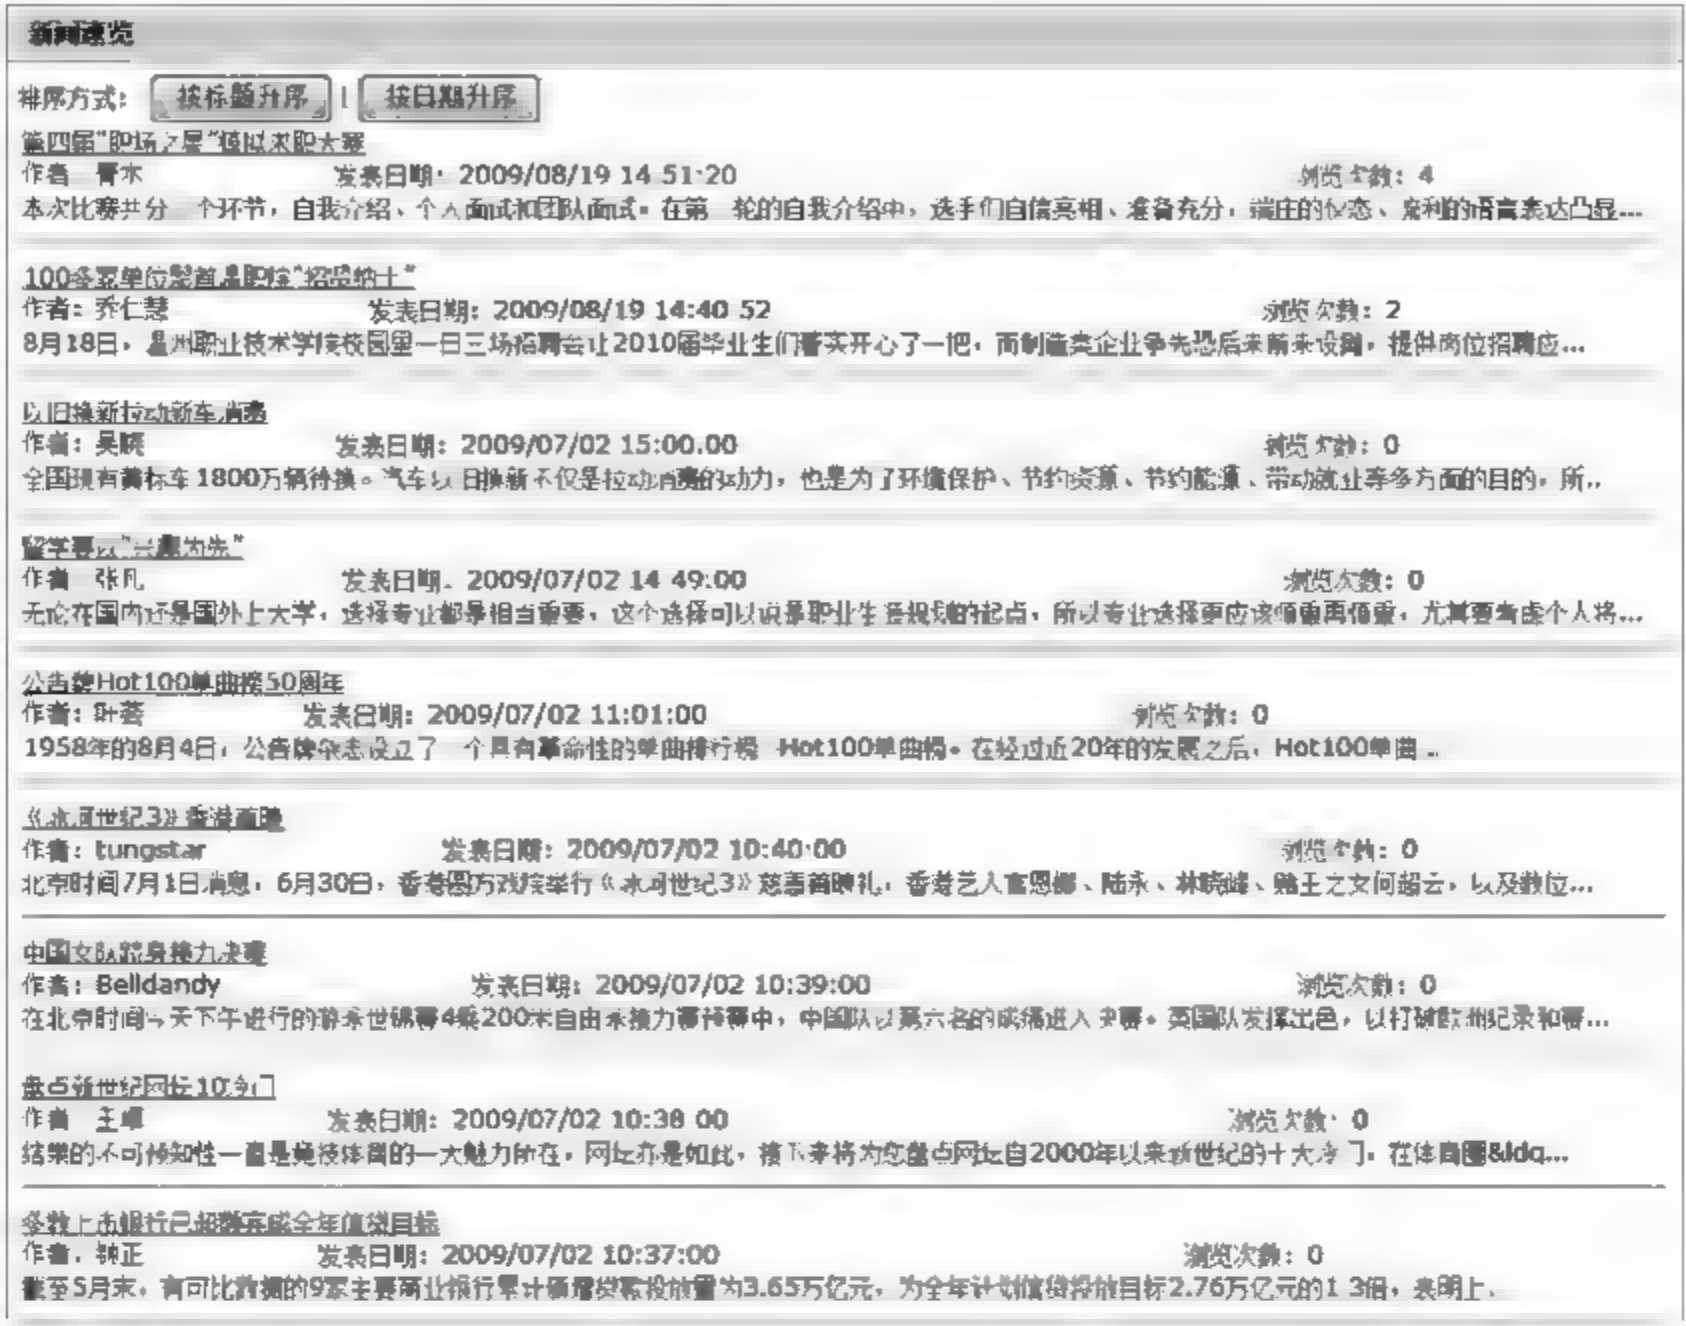 新闻速览
排序方式: 按标题升序 | 按日期升序
第四届“职场之星”模拟求职大赛
作者 青木 发表日期: 2009/08/19 14 51:20 浏览次数: 4
本次比赛共分 个环节，自我介绍、个人面试和团队面试。在第 轮的自我介绍中，选手们自信亮相、准备充分，端庄的仪态、流利的语言表达凸显...
100多家单位聚首温职院“招贤纳士”
作者: 乔仁慧 发表日期: 2009/08/19 14:40 52 浏览次数: 2
8月18日，温州职业技术学院校园里一日三场招聘会让2010届毕业生们着实开心了一把，而制造类企业争先恐后来前来设摊，提供岗位招聘应...
以旧换新拉动新车消费
作者: 吴晓 发表日期: 2009/07/02 15:00.00 浏览次数: 0
全国现有黄标车1800万辆待换。汽车以旧换新不仅是拉动消费的动力，也是为了环境保护、节约资源、节约能源、带动就业等多方面的目的，所..
留学要以“兴趣为先”
作者 张凡 发表日期. 2009/07/02 14 49:00 浏览次数: 0
无论在国内还是国外上大学，选择专业都是相当重要，这个选择可以说是职业生涯规划的起点，所以专业选择更应该慎重再慎重，尤其要考虑个人将...
公告牌Hot100单曲榜50周年
作者: 叶荟 发表日期: 2009/07/02 11:01:00 浏览次数: 0
1958年的8月4日，公告牌杂志设立了 个具有革命性的单曲排行榜 Hot100单曲榜。在经过近20年的发展之后，Hot100单曲 ..
《冰河世纪3》香港首映
作者: tungstar 发表日期: 2009/07/02 10:40:00 浏览次数: 0
北京时间7月1日消息，6月30日，香港圆方戏院举行《冰河世纪3》慈善首映礼，香港艺人官恩娜、陆永、林晓峰、赌王之女何超云，以及数位...
中国女队跻身接力决赛
作者: Belldandy 发表日期: 2009/07/02 10:39:00 浏览次数: 0
在北京时间今天下午进行的游泳世锦赛4乘200米自由泳接力赛预赛中，中国队以第六名的成绩进入决赛。英国队发挥出色，以打破欧洲纪录和赛...
盘点新世纪网坛10冷门
作者 王卓 发表日期: 2009/07/02 10:38 00 浏览次数: 0
结果的不可预知性一直是竞技体育的一大魅力所在，网坛亦是如此，接下来将为您盘点网坛自2000年以来新世纪的十大冷门，在体育圈&ldq...
多数上市银行已超额完成全年信贷目标
作者. 钟正 发表日期: 2009/07/02 10:37:00 浏览次数: 0
截至5月末，有可比数据的9家主要商业银行累计新增贷款投放量为3.65万亿元，为全年计划信贷投放目标2.76万亿元的1 3倍，表明上.